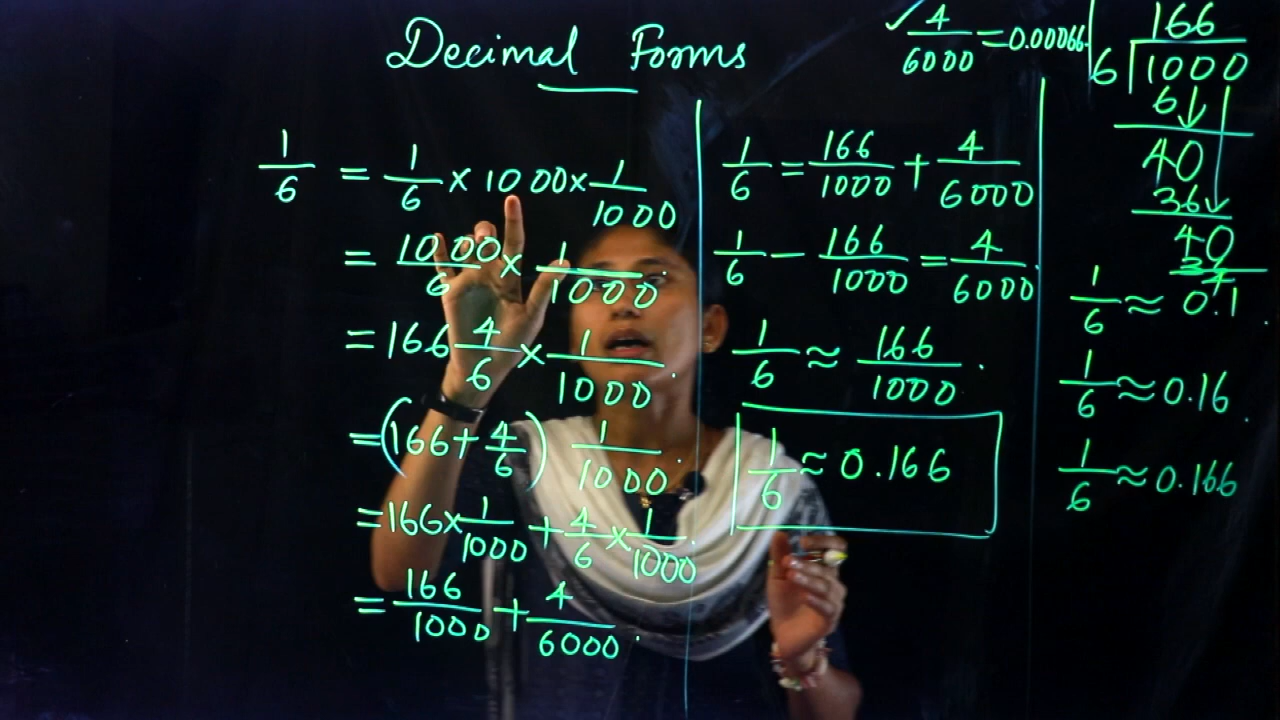 Decimal Forms
✓ 4/6000 = 0.00066
1/6 = 1/6 × 1000 × 1/1000
= 1000/6 × 1/1000
= 166 4/6 × 1/1000.
= (166 + 4/6) 1/1000.
= 166 × 1/1000 + 4/6 × 1/1000.
= 166/1000 + 4/6000.
1/6 = 166/1000 + 4/6000
1/6 − 166/1000 = 4/6000.
1/6 ≈ 166/1000.
1/6 ≈ 0.166
166
6 1000
6↓
40
36↓
40
36
4
1/6 ≈ 0.1.
1/6 ≈ 0.16.
1/6 ≈ 0.166